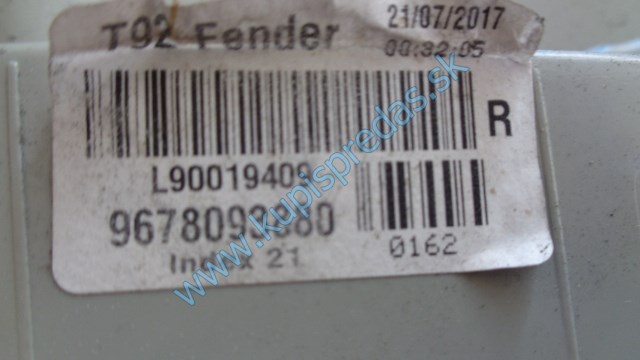 T92 Fender 21/07/2017
00:32:05
R
L90019409
Index 21
0162
www.kupispredas.sk